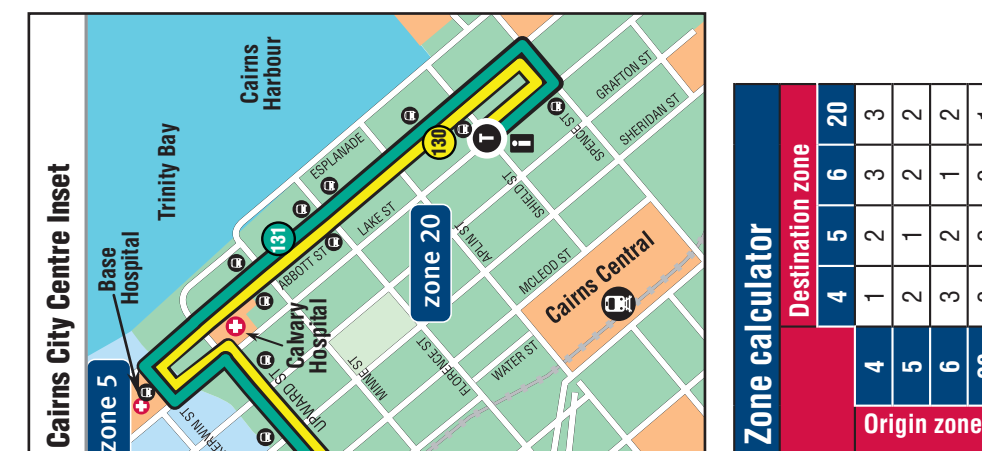 Cairns City Centre Inset
Trinity Bay
Cairns
Harbour
Base
Hospital
zone 5
ESPLANADE
131
130
T
i
GRAFTON ST
SHERIDAN ST
SPENCE ST
SHIELD ST
LAKE ST
ABBOTT ST
zone 20
APLIN ST
MCLEOD ST
Cairns Central
Calvary
Hospital
MINNIE ST
FLORENCE ST
WATER ST
UPWARD ST
Zone calculator
Destination zone
4 5 6 20
Origin zone
4 1 2 3 3
5 2 1 2 2
6 3 2 1 2